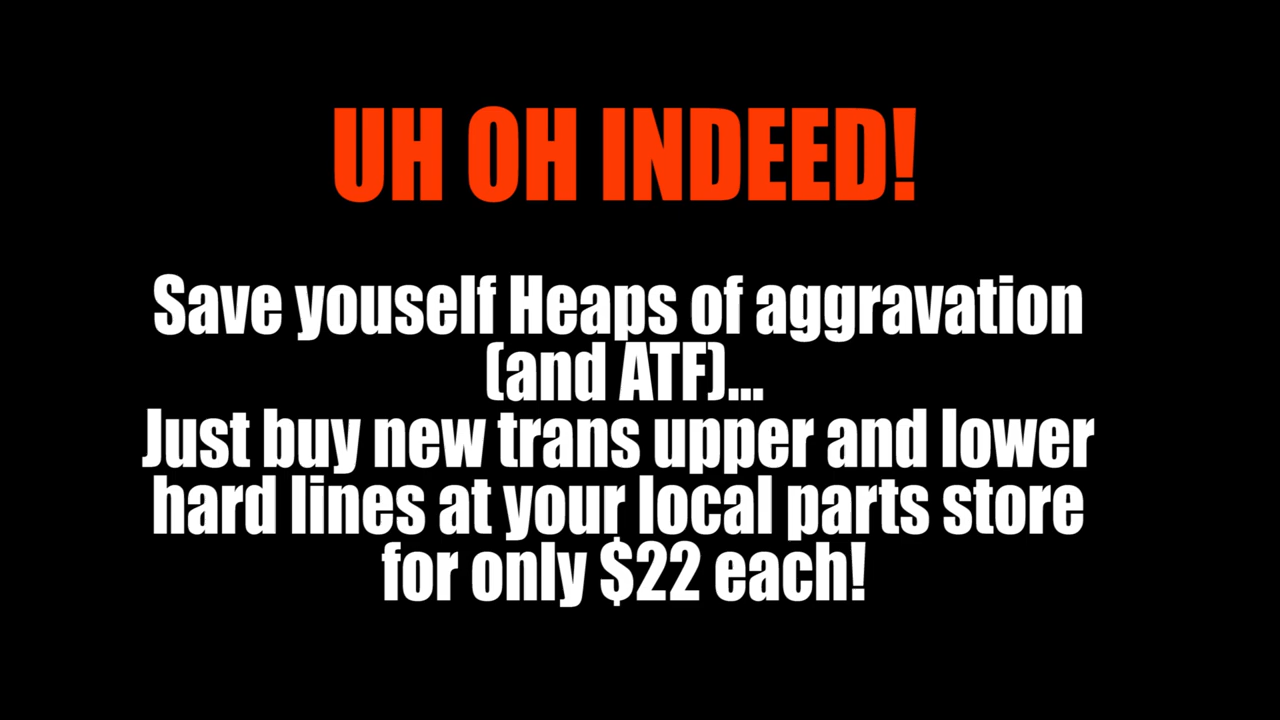 UH OH INDEED!
Save youself Heaps of aggravation
(and ATF)...
Just buy new trans upper and lower
hard lines at your local parts store
for only $22 each!